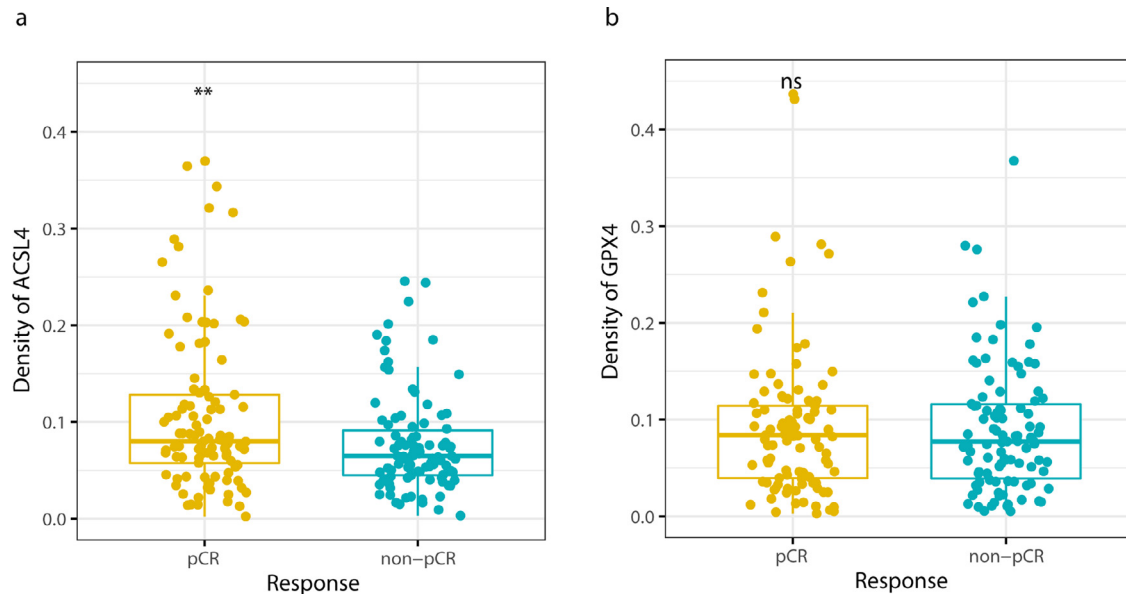 a
**
Density of ACSL4
0.4
0.3
0.2
0.1
0.0
pCR
non−pCR
Response
b
ns
Density of GPX4
0.4
0.3
0.2
0.1
0.0
pCR
non−pCR
Response